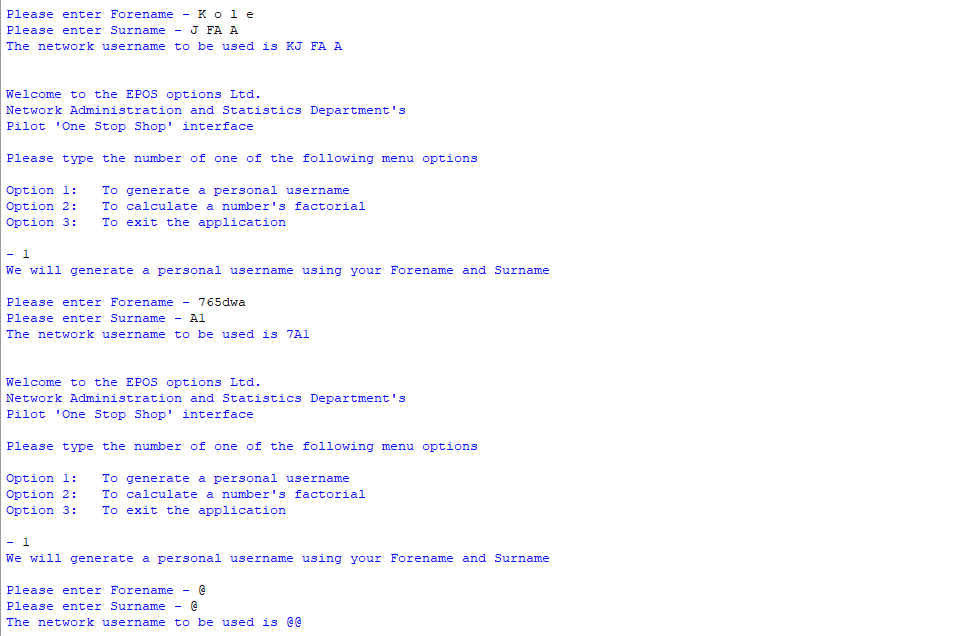 Please enter Forename - K o l e
Please enter Surname - J FA A
The network username to be used is KJ FA A
Welcome to the EPOS options Ltd.
Network Administration and Statistics Department's
Pilot 'One Stop Shop' interface
Please type the number of one of the following menu options
Option 1:   To generate a personal username
Option 2:   To calculate a number's factorial
Option 3:   To exit the application
- 1
We will generate a personal username using your Forename and Surname
Please enter Forename - 765dwa
Please enter Surname - A1
The network username to be used is 7A1
Welcome to the EPOS options Ltd.
Network Administration and Statistics Department's
Pilot 'One Stop Shop' interface
Please type the number of one of the following menu options
Option 1:   To generate a personal username
Option 2:   To calculate a number's factorial
Option 3:   To exit the application
- 1
We will generate a personal username using your Forename and Surname
Please enter Forename - @
Please enter Surname - @
The network username to be used is @@